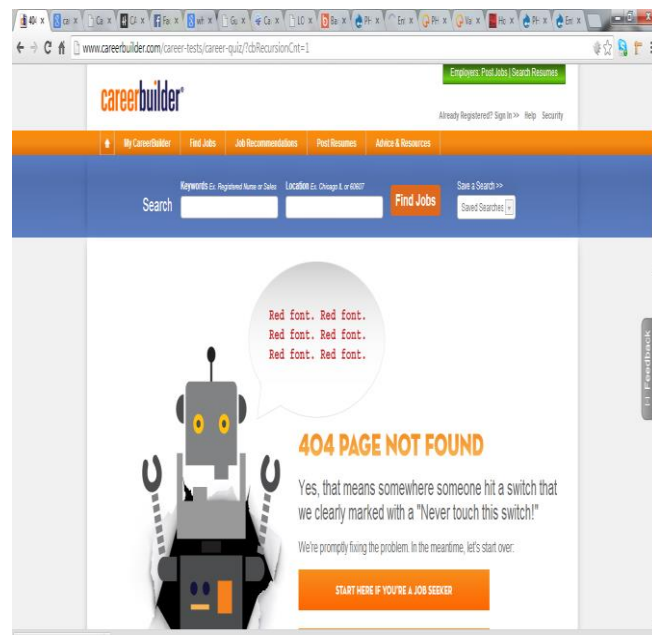 404
www.careerbuilder.com/career-tests/career-quiz/?cbRecursionCnt=1
Employers: Post Jobs | Search Resumes
careerbuilder®
Already Registered? Sign In >> Help Security
My CareerBuilder Find Jobs Job Recommendations Post Resumes Advice & Resources
Keywords Ex. Registered Nurse or Sales Location Ex. Chicago IL or 60607 Save a Search >>
Search Find Jobs Saved Searches
Red font. Red font.
Red font. Red font.
Red font. Red font.
Feedback
404 PAGE NOT FOUND
Yes, that means somewhere someone hit a switch that
we clearly marked with a "Never touch this switch!"
We're promptly fixing the problem. In the meantime, let's start over:
START HERE IF YOU'RE A JOB SEEKER